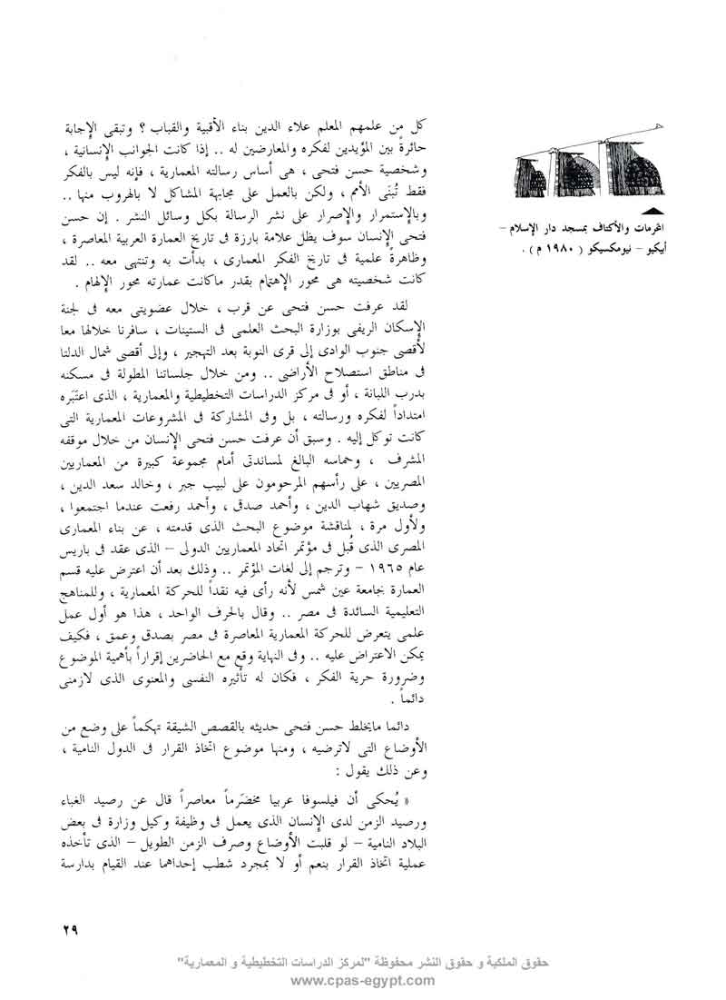 كل من علمهم المعلم علاء الدين بناء الأقبية والقباب ؟ وتبقى الإجابة
حائرةً بين المؤيدين لفكره والمعارضين له .. إذا كانت الجوانب الإنسانية ،
وشخصية حسن فتحى ، هى أساس رسالته المعمارية ، فإنه ليس بالفكر
فقط تُبنَى الأمم ، ولكن بالعمل على مجابهة المشاكل لا بالهروب منها ..
وبالإستمرار والإصرار على نشر الرسالة بكل وسائل النشر . إن حسن
فتحى الإنسان سوف يظل علامة بارزة فى تاريخ العمارة العربية المعاصرة ،
وظاهرةً علمية فى تاريخ الفكر المعمارى ، بدأت به وتنتهى معه .. لقد
كانت شخصيته هى محور الإهتمام بقدر ماكانت عمارته محور الإلهام .
لقد عرفت حسن فتحى عن قرب ، خلال عضويتى معه فى لجنة
الإسكان الريفى بوزارة البحث العلمى فى الستينات ، سافرنا خلالها معا
لأقصى جنوب الوادى إلى قرى النوبة بعد التهجير ، وإلى أقصى شمال الدلتا
فى مناطق استصلاح الأراضى .. ومن خلال جلساتنا المطولة فى مسكنه
بدرب اللبانة ، أو فى مركز الدراسات التخطيطية والمعمارية ، الذى اعتَبَره
امتداداً لفكره ورسالته ، بل وفى المشاركة فى المشروعات المعمارية التى
كانت توكل إليه . وسبق أن عرفت حسن فتحى الإنسان من خلال موقفه
المشرف ، وحماسه البالغ لمساندتى أمام مجموعة كبيرة من المعماريين
المصريين ، على رأسهم المرحومون على لبيب جبر ، وخالد سعد الدين ،
وصديق شهاب الدين ، وأحمد صدقى ، وأحمد رفعت عندما اجتمعوا ،
ولأول مرة ، لمناقشة موضوع البحث الذى قدمته ، عن بناء المعمارى
المصرى الذى قُبل فى مؤتمر اتحاد المعماريين الدولى – الذى عقد فى باريس
عام ١٩٦٥ – وترجم إلى لغات المؤتمر .. وذلك بعد أن اعترض عليه قسم
العمارة بجامعة عين شمس لأنه رأى فيه نقداً للحركة المعمارية ، وللمناهج
التعليمية السائدة فى مصر .. وقال بالحرف الواحد ، هذا هو أول عمل
علمى يتعرض للحركة المعمارية المعاصرة فى مصر بصدق وعمق ، فكيف
يمكن الاعتراض عليه .. وفى النهاية وقع مع الحاضرين إقراراً بأهمية الموضوع
وضرورة حرية الفكر ، فكان له تأثيره النفسى والمعنوى الذى لازمنى
دائماً .
دائما مايخلط حسن فتحى حديثه بالقصص الشيقة تهكماً على وضع من
الأوضاع التى لاترضيه ، ومنها موضوع اتخاذ القرار فى الدول النامية ،
وعن ذلك يقول :
« يُحكى أن فيلسوفا عربيا مخضرَماً معاصراً قال عن رصيد الغباء
ورصيد الزمن لدى الإنسان الذى يعمل فى وظيفة وكيل وزارة فى بعض
البلاد النامية – لو قلبت الأوضاع وصرف الزمن الطويل – الذى تأخذه
عملية اتخاذ القرار بنعم أو لا بمجرد شطب إحداهما عند القيام بدارسة
المخرمات والأكتاف بمسجد دار الإسلام –
أبيكيو – نيومكسيكو ( ١٩٨٠ م ) .
٢٩
حقوق الملكية و حقوق النشر محفوظة "لمركز الدراسات التخطيطية و المعمارية"
www.cpas-egypt.com